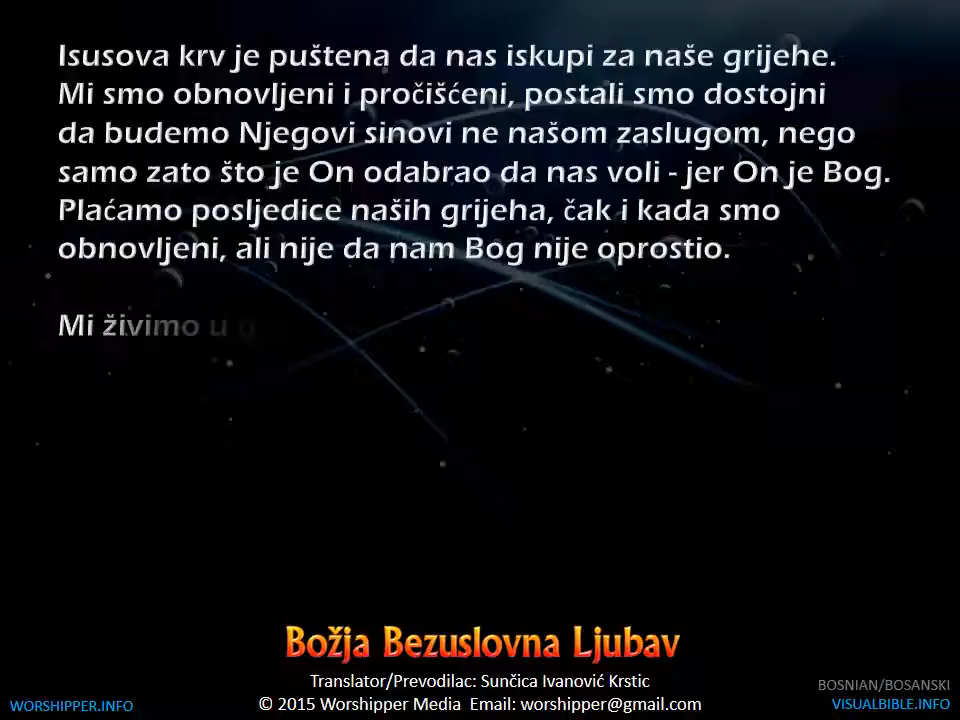 Isusova krv je puštena da nas iskupi za naše grijehe.
Mi smo obnovljeni i pročišćeni, postali smo dostojni
da budemo Njegovi sinovi ne našom zaslugom, nego
samo zato što je On odabrao da nas voli - jer On je Bog.
Plaćamo posljedice naših grijeha, čak i kada smo
obnovljeni, ali nije da nam Bog nije oprostio.
Mi živimo u g
Božja Bezuslovna Ljubav
Translator/Prevodilac: Sunčica Ivanović Krstic
© 2015 Worshipper Media Email: worshipper@gmail.com
WORSHIPPER.INFO
BOSNIAN/BOSANSKI
VISUALBIBLE.INFO